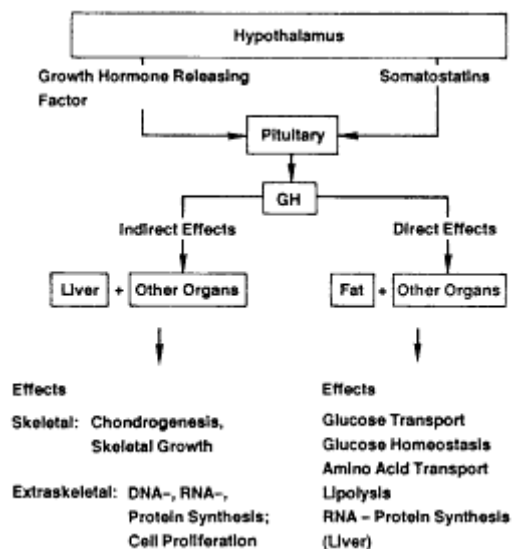 Hypothalamus
Growth Hormone Releasing
Factor
Somatostatins
Pituitary
GH
Indirect Effects
Direct Effects
Liver + Other Organs
Fat + Other Organs
Effects
Skeletal: Chondrogenesis,
Skeletal Growth
Extraskeletal: DNA-, RNA-,
Protein Synthesis;
Cell Proliferation
Effects
Glucose Transport
Glucose Homeostasis
Amino Acid Transport
Lipolysis
RNA - Protein Synthesis
(Liver)